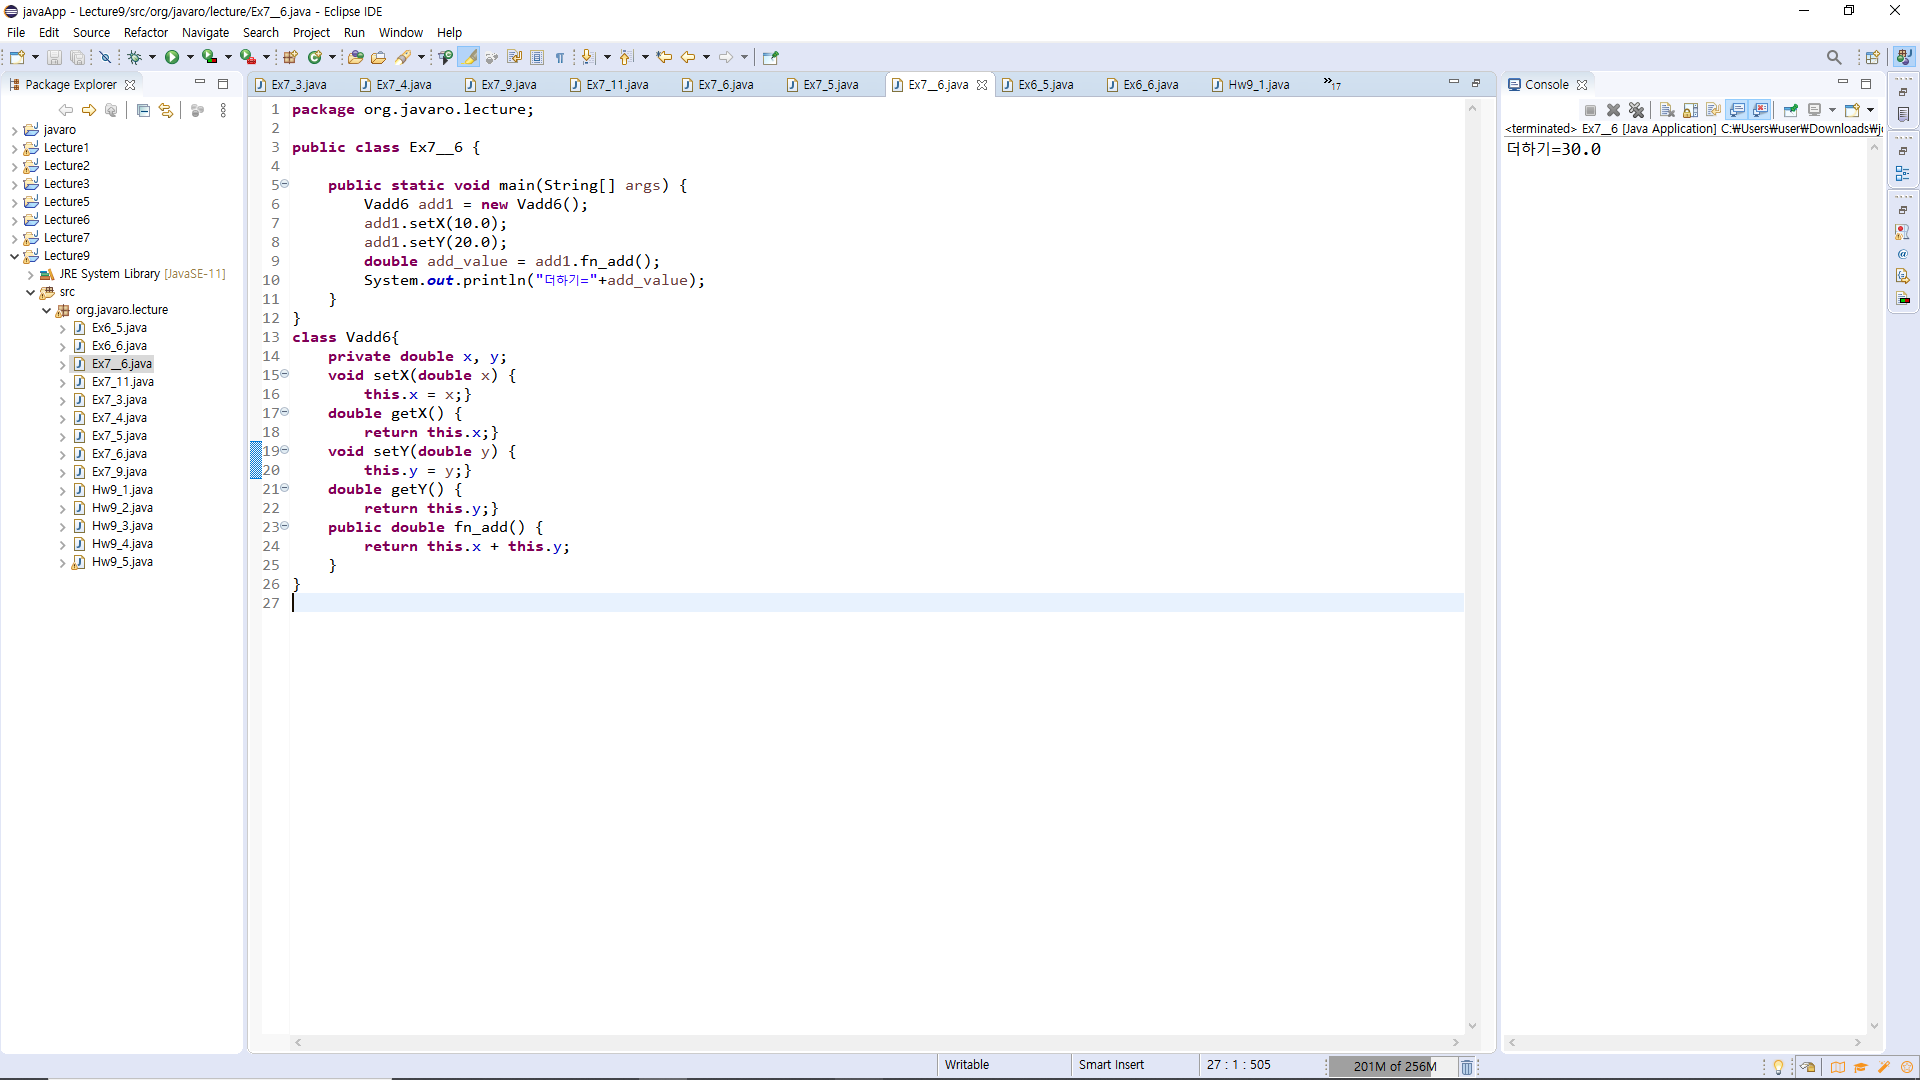 javaApp - Lecture9/src/org/javaro/lecture/Ex7__6.java - Eclipse IDE
File Edit Source Refactor Navigate Search Project Run Window Help
Package Explorer
javaro
Lecture1
Lecture2
Lecture3
Lecture5
Lecture6
Lecture7
Lecture9
JRE System Library [JavaSE-11]
src
org.javaro.lecture
Ex6_5.java
Ex6_6.java
Ex7__6.java
Ex7_11.java
Ex7_3.java
Ex7_4.java
Ex7_5.java
Ex7_6.java
Ex7_9.java
Hw9_1.java
Hw9_2.java
Hw9_3.java
Hw9_4.java
Hw9_5.java
Ex7_3.java Ex7_4.java Ex7_9.java Ex7_11.java Ex7_6.java Ex7_5.java Ex7__6.java Ex6_5.java Ex6_6.java Hw9_1.java »17
1 package org.javaro.lecture;
2
3 public class Ex7__6 {
4
5     public static void main(String[] args) {
6         Vadd6 add1 = new Vadd6();
7         add1.setX(10.0);
8         add1.setY(20.0);
9         double add_value = add1.fn_add();
10         System.out.println("더하기="+add_value);
11     }
12 }
13 class Vadd6{
14     private double x, y;
15     void setX(double x) {
16         this.x = x;}
17     double getX() {
18         return this.x;}
19     void setY(double y) {
20         this.y = y;}
21     double getY() {
22         return this.y;}
23     public double fn_add() {
24         return this.x + this.y;
25     }
26 }
27
Console
<terminated> Ex7__6 [Java Application] C:₩Users₩user₩Downloads₩j
더하기=30.0
Writable Smart Insert 27 : 1 : 505 201M of 256M